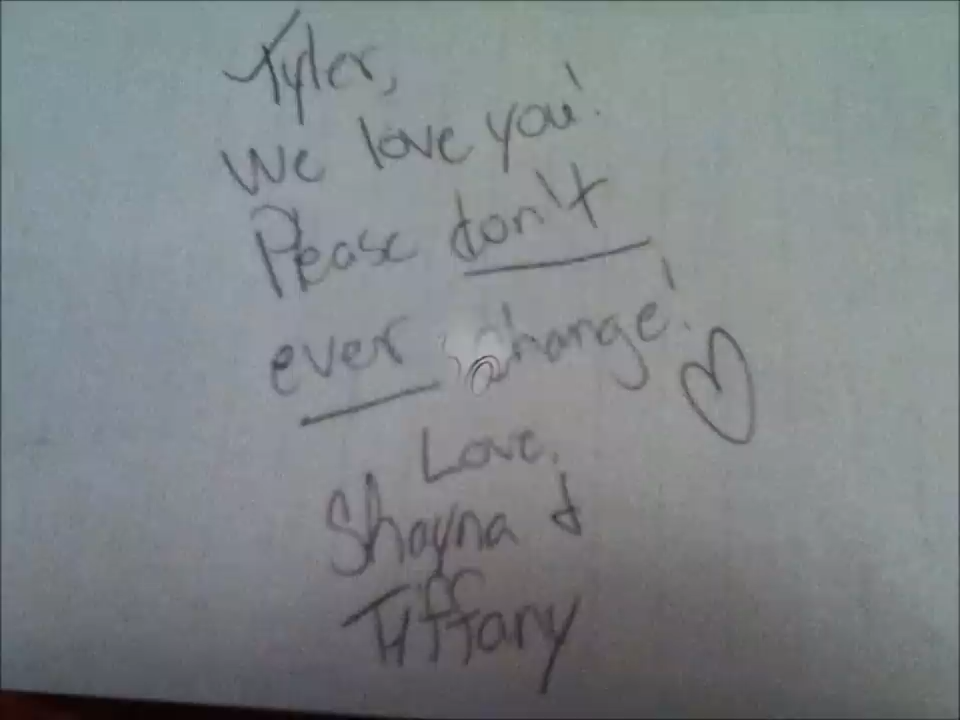 Tyler,
We love you!
Please don't
ever change!
Love,
Shayna &
Tiffany